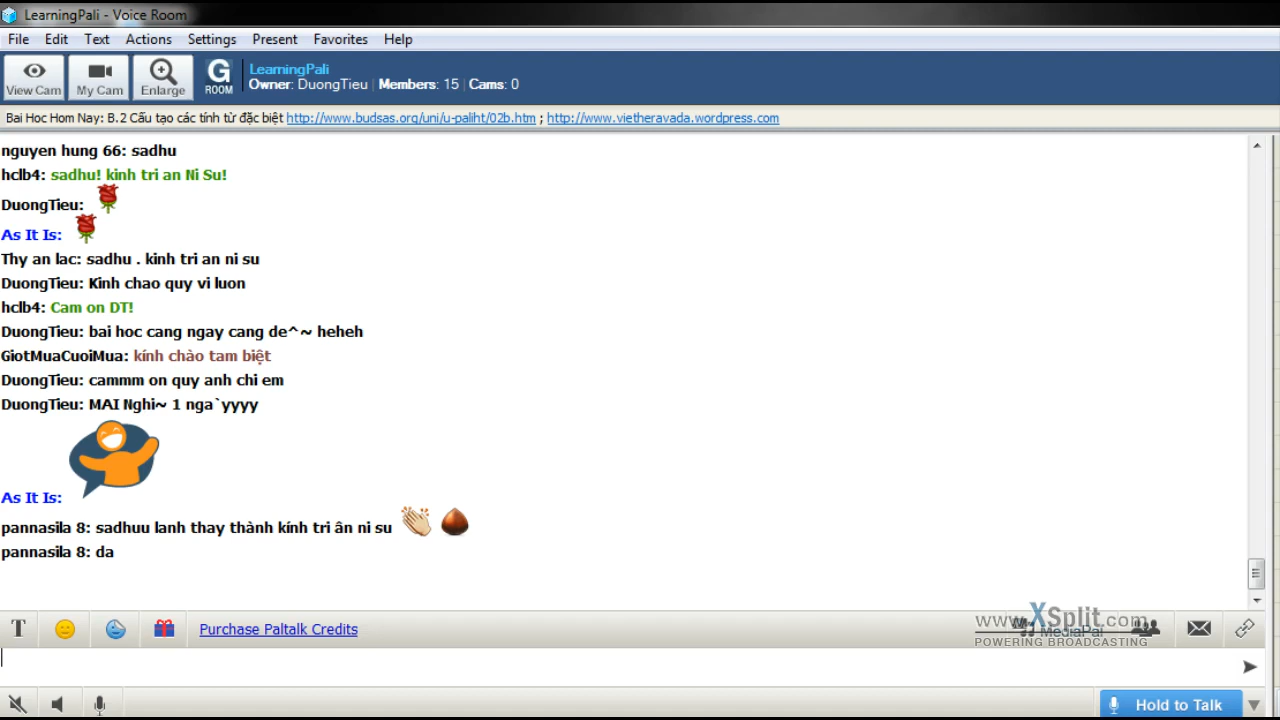 LearningPali - Voice Room
File Edit Text Actions Settings Present Favorites Help
View Cam My Cam Enlarge G ROOM
LearningPali
Owner: DuongTieu | Members: 15 | Cams: 0
Bai Hoc Hom Nay: B.2 Cấu tạo các tính từ đặc biệt http://www.budsas.org/uni/u-paliht/02b.htm ; http://www.vietheravada.wordpress.com
nguyen hung 66: sadhu
hclb4: sadhu! kinh tri an Ni Su!
DuongTieu:
As It Is:
Thy an lac: sadhu . kinh tri an ni su
DuongTieu: Kinh chao quy vi luon
hclb4: Cam on DT!
DuongTieu: bai hoc cang ngay cang de^~ heheh
GiotMuaCuoiMua: kính chào tam biệt
DuongTieu: cammm on quy anh chi em
DuongTieu: MAI Nghi~ 1 nga`yyyy
As It Is:
pannasila 8: sadhuu lanh thay thành kính tri ân ni su
pannasila 8: da
T Purchase Paltalk Credits
www.XSplit.com
MediaPal
POWERING BROADCASTING
Hold to Talk